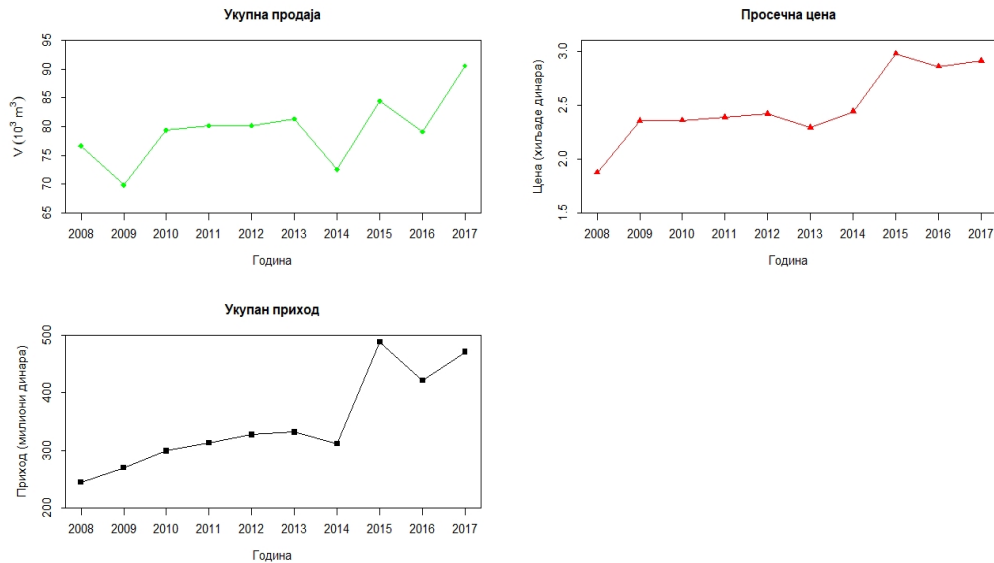 Укупна продаја
V (10³ m³)
95
90
85
80
75
70
65
2008 2009 2010 2011 2012 2013 2014 2015 2016 2017
Година
Просечна цена
Цена (хиљаде динара)
3.0
2.5
2.0
1.5
2008 2009 2010 2011 2012 2013 2014 2015 2016 2017
Година
Укупан приход
Приход (милиони динара)
500
400
300
200
2008 2009 2010 2011 2012 2013 2014 2015 2016 2017
Година